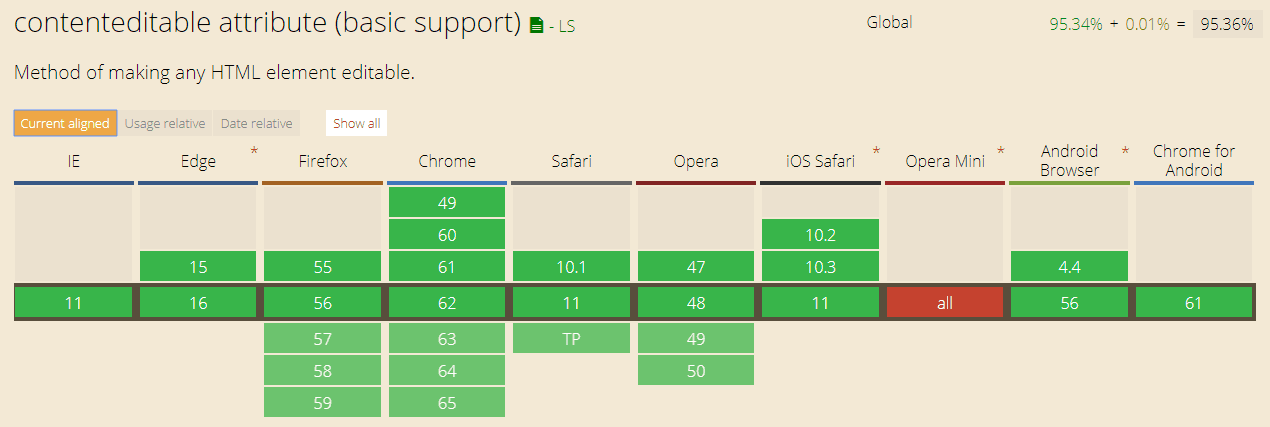 contenteditable attribute (basic support) - LS
Global 95.34% + 0.01% = 95.36%
Method of making any HTML element editable.
Current aligned Usage relative Date relative Show all
IE Edge * Firefox Chrome Safari Opera iOS Safari * Opera Mini * Android Browser * Chrome for Android
49
60 10.2
15 55 61 10.1 47 10.3 4.4
11 16 56 62 11 48 11 all 56 61
57 63 TP 49
58 64 50
59 65